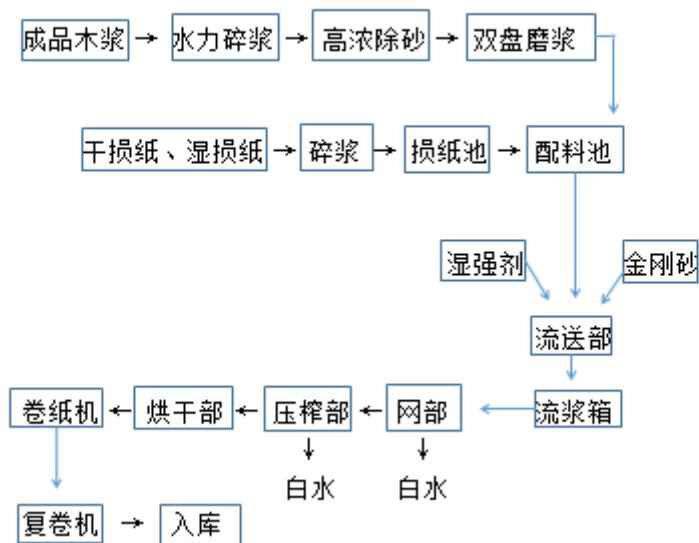 成品木浆 → 水力碎浆 → 高浓除砂 → 双盘磨浆
干损纸、湿损纸 → 碎浆 → 损纸池 → 配料池
湿强剂 金刚砂
流送部
卷纸机 ← 烘干部 ← 压榨部 ← 网部 流浆箱
白水 白水
复卷机 → 入库